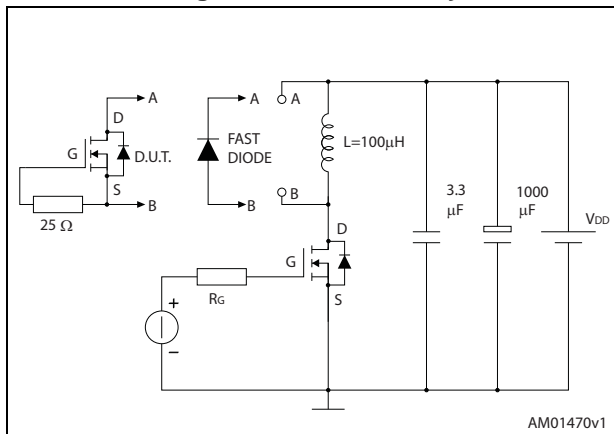 A
D
G
D.U.T.
S
B
25 Ω
A
FAST
DIODE
B
A
L=100μH
B
D
G
S
RG
+
−
3.3
μF
1000
μF
VDD
AM01470v1